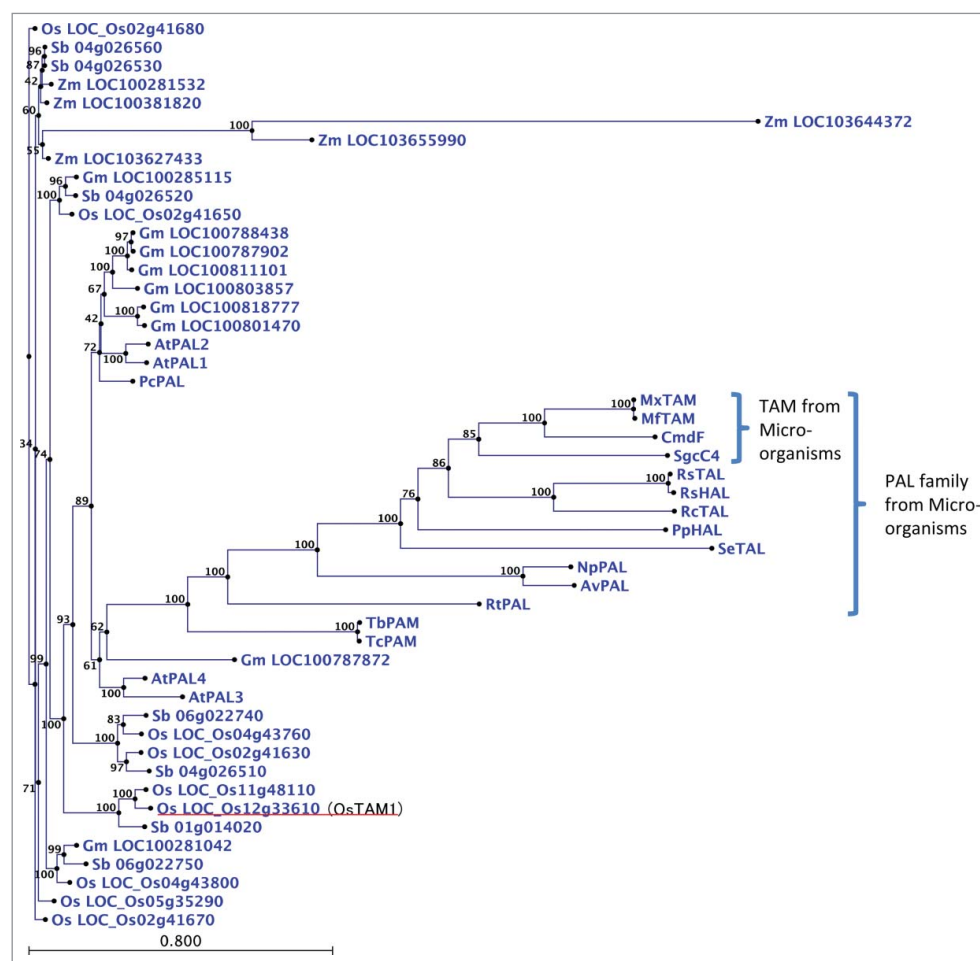 Os LOC_Os02g41680
96
Sb 04g026560
87
Sb 04g026530
42
Zm LOC100281532
Zm LOC100381820
60
100
Zm LOC103644372
Zm LOC103655990
55
Zm LOC103627433
96
Gm LOC100285115
100
Sb 04g026520
Os LOC_Os02g41650
97
Gm LOC100788438
100
Gm LOC100787902
100
Gm LOC100811101
67
Gm LOC100803857
42
100
Gm LOC100818777
Gm LOC100801470
72
100
AtPAL2
AtPAL1
PcPAL
100
MxTAM
MfTAM
100
CmdF
85
SgcC4
TAM from
Micro-
organisms
86
100
RsTAL
RsHAL
100
RcTAL
76
PpHAL
100
SeTAL
PAL family
from Micro-
organisms
34
74
89
100
100
NpPAL
AvPAL
100
RtPAL
100
100
TbPAM
TcPAM
62
Gm LOC100787872
61
100
AtPAL4
AtPAL3
93
99
83
Sb 06g022740
100
Os LOC_Os04g43760
97
Os LOC_Os02g41630
Sb 04g026510
100
100
Os LOC_Os11g48110
100
Os LOC_Os12g33610 (OsTAM1)
Sb 01g014020
71
99
Gm LOC100281042
100
Sb 06g022750
Os LOC_Os04g43800
Os LOC_Os05g35290
Os LOC_Os02g41670
0.800